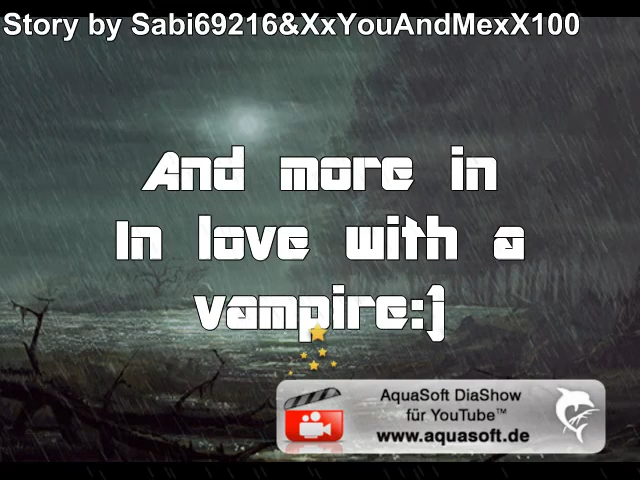 Story by Sabi69216&XxYouAndMexX100
And more in
In love with a
vampire:)
AquaSoft DiaShow
für YouTube™
www.aquasoft.de